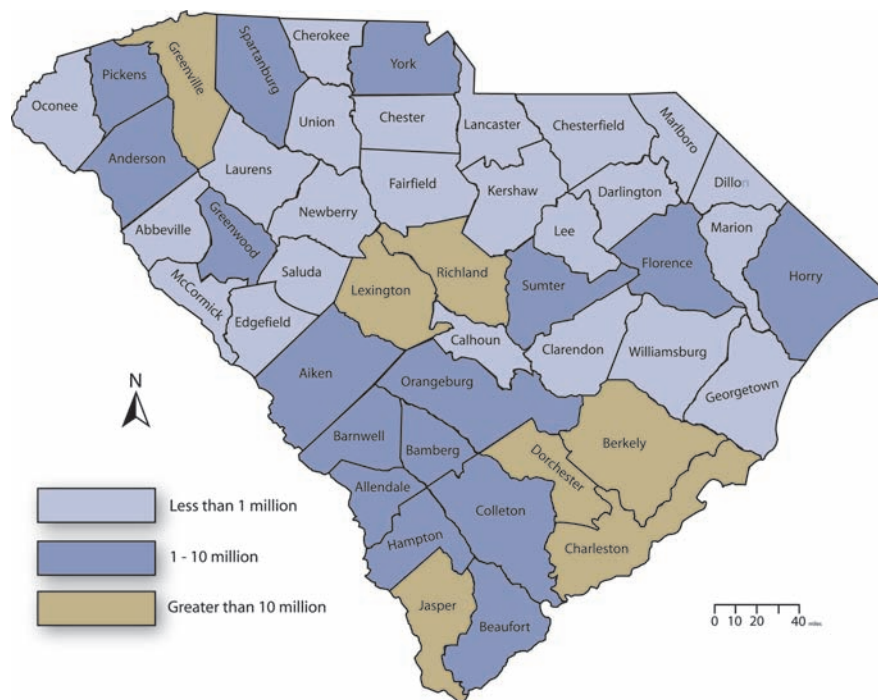 Cherokee
Greenville
Spartanburg
York
Pickens
Oconee
Union
Chester
Lancaster
Chesterfield
Marlboro
Anderson
Laurens
Fairfield
Kershaw
Darlington
Dillon
Newberry
Abbeville
Greenwood
Lee
Marion
Saluda
Richland
Florence
Horry
McCormick
Lexington
Sumter
Edgefield
Calhoun
Clarendon
Williamsburg
Aiken
Orangeburg
Georgetown
N
Barnwell
Bamberg
Berkely
Dorchester
Allendale
Less than 1 million
Colleton
Hampton
Charleston
1 - 10 million
Jasper
Greater than 10 million
Beaufort
0 10 20 40 miles